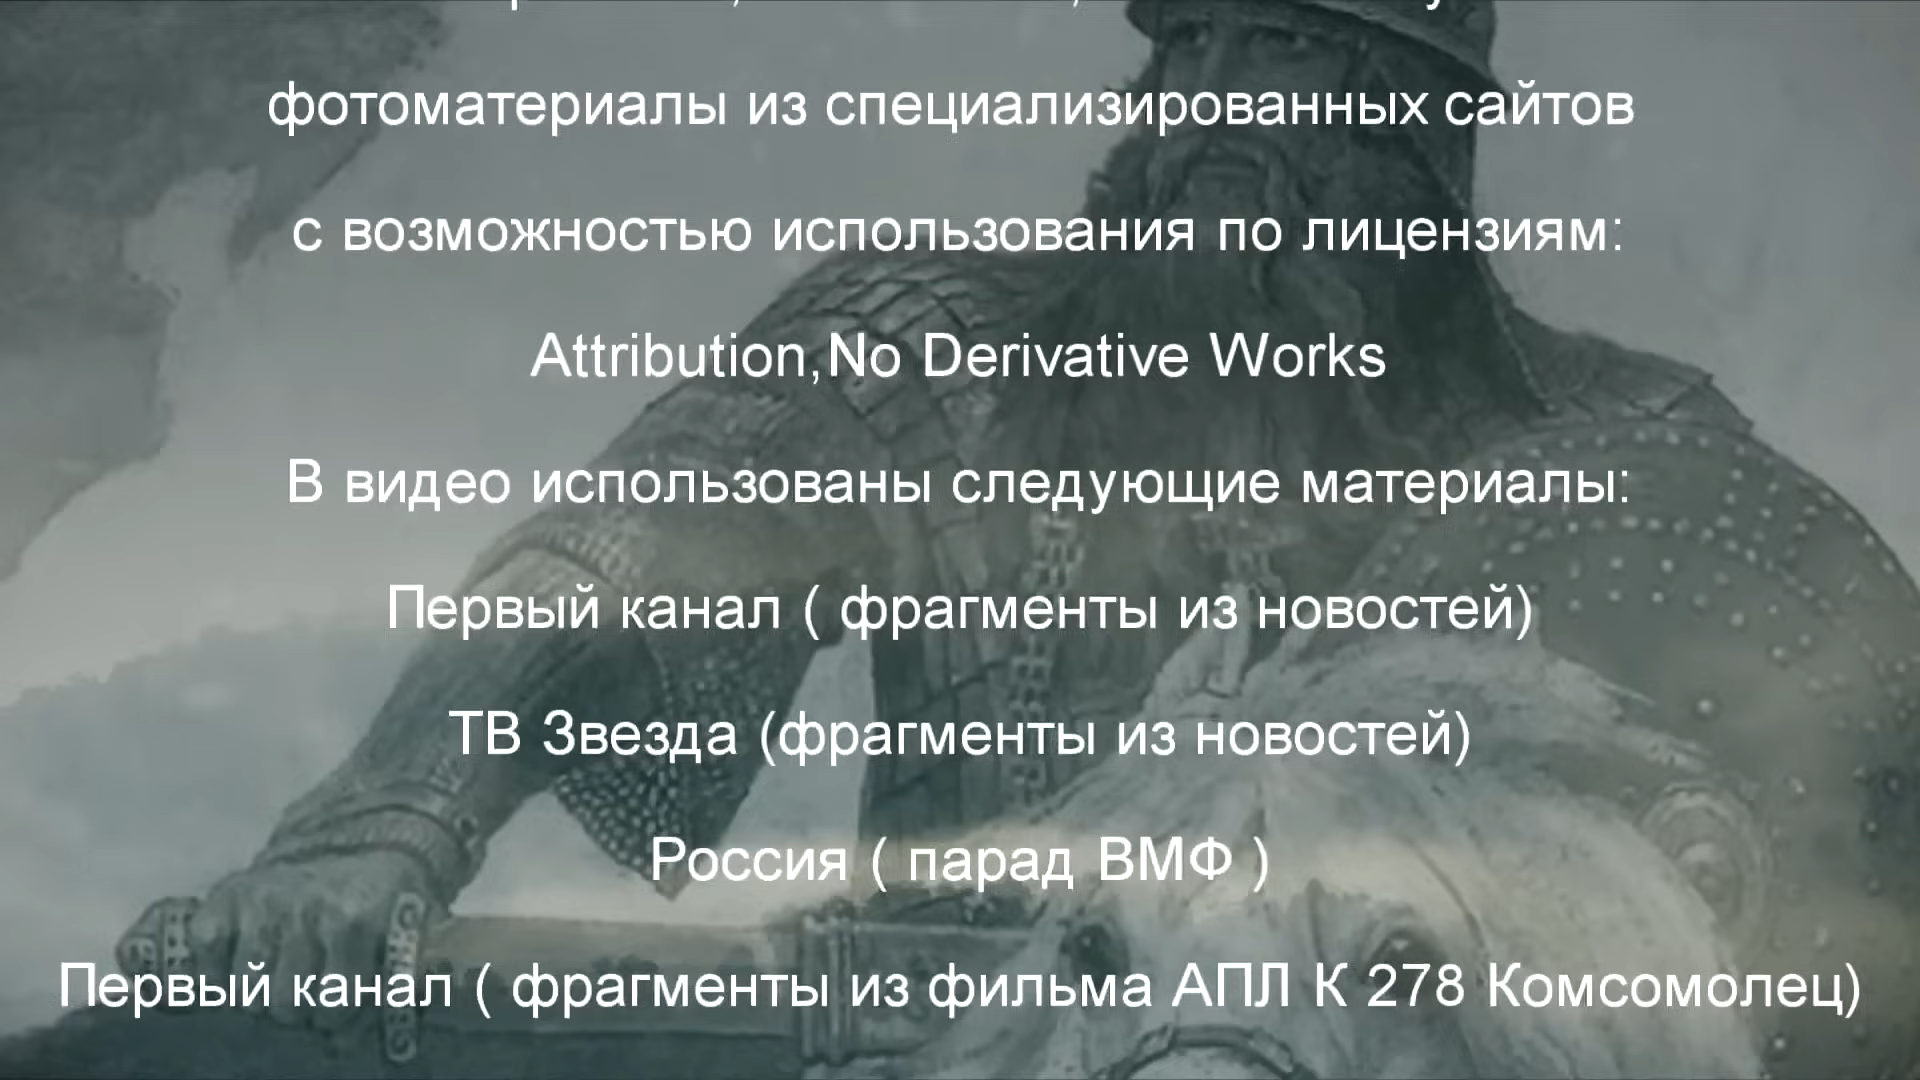 фотоматериалы из специализированных сайтов
с возможностью использования по лицензиям:
Attribution,No Derivative Works
В видео использованы следующие материалы:
Первый канал ( фрагменты из новостей)
ТВ Звезда (фрагменты из новостей)
Россия ( парад ВМФ )
Первый канал ( фрагменты из фильма АПЛ К 278 Комсомолец)